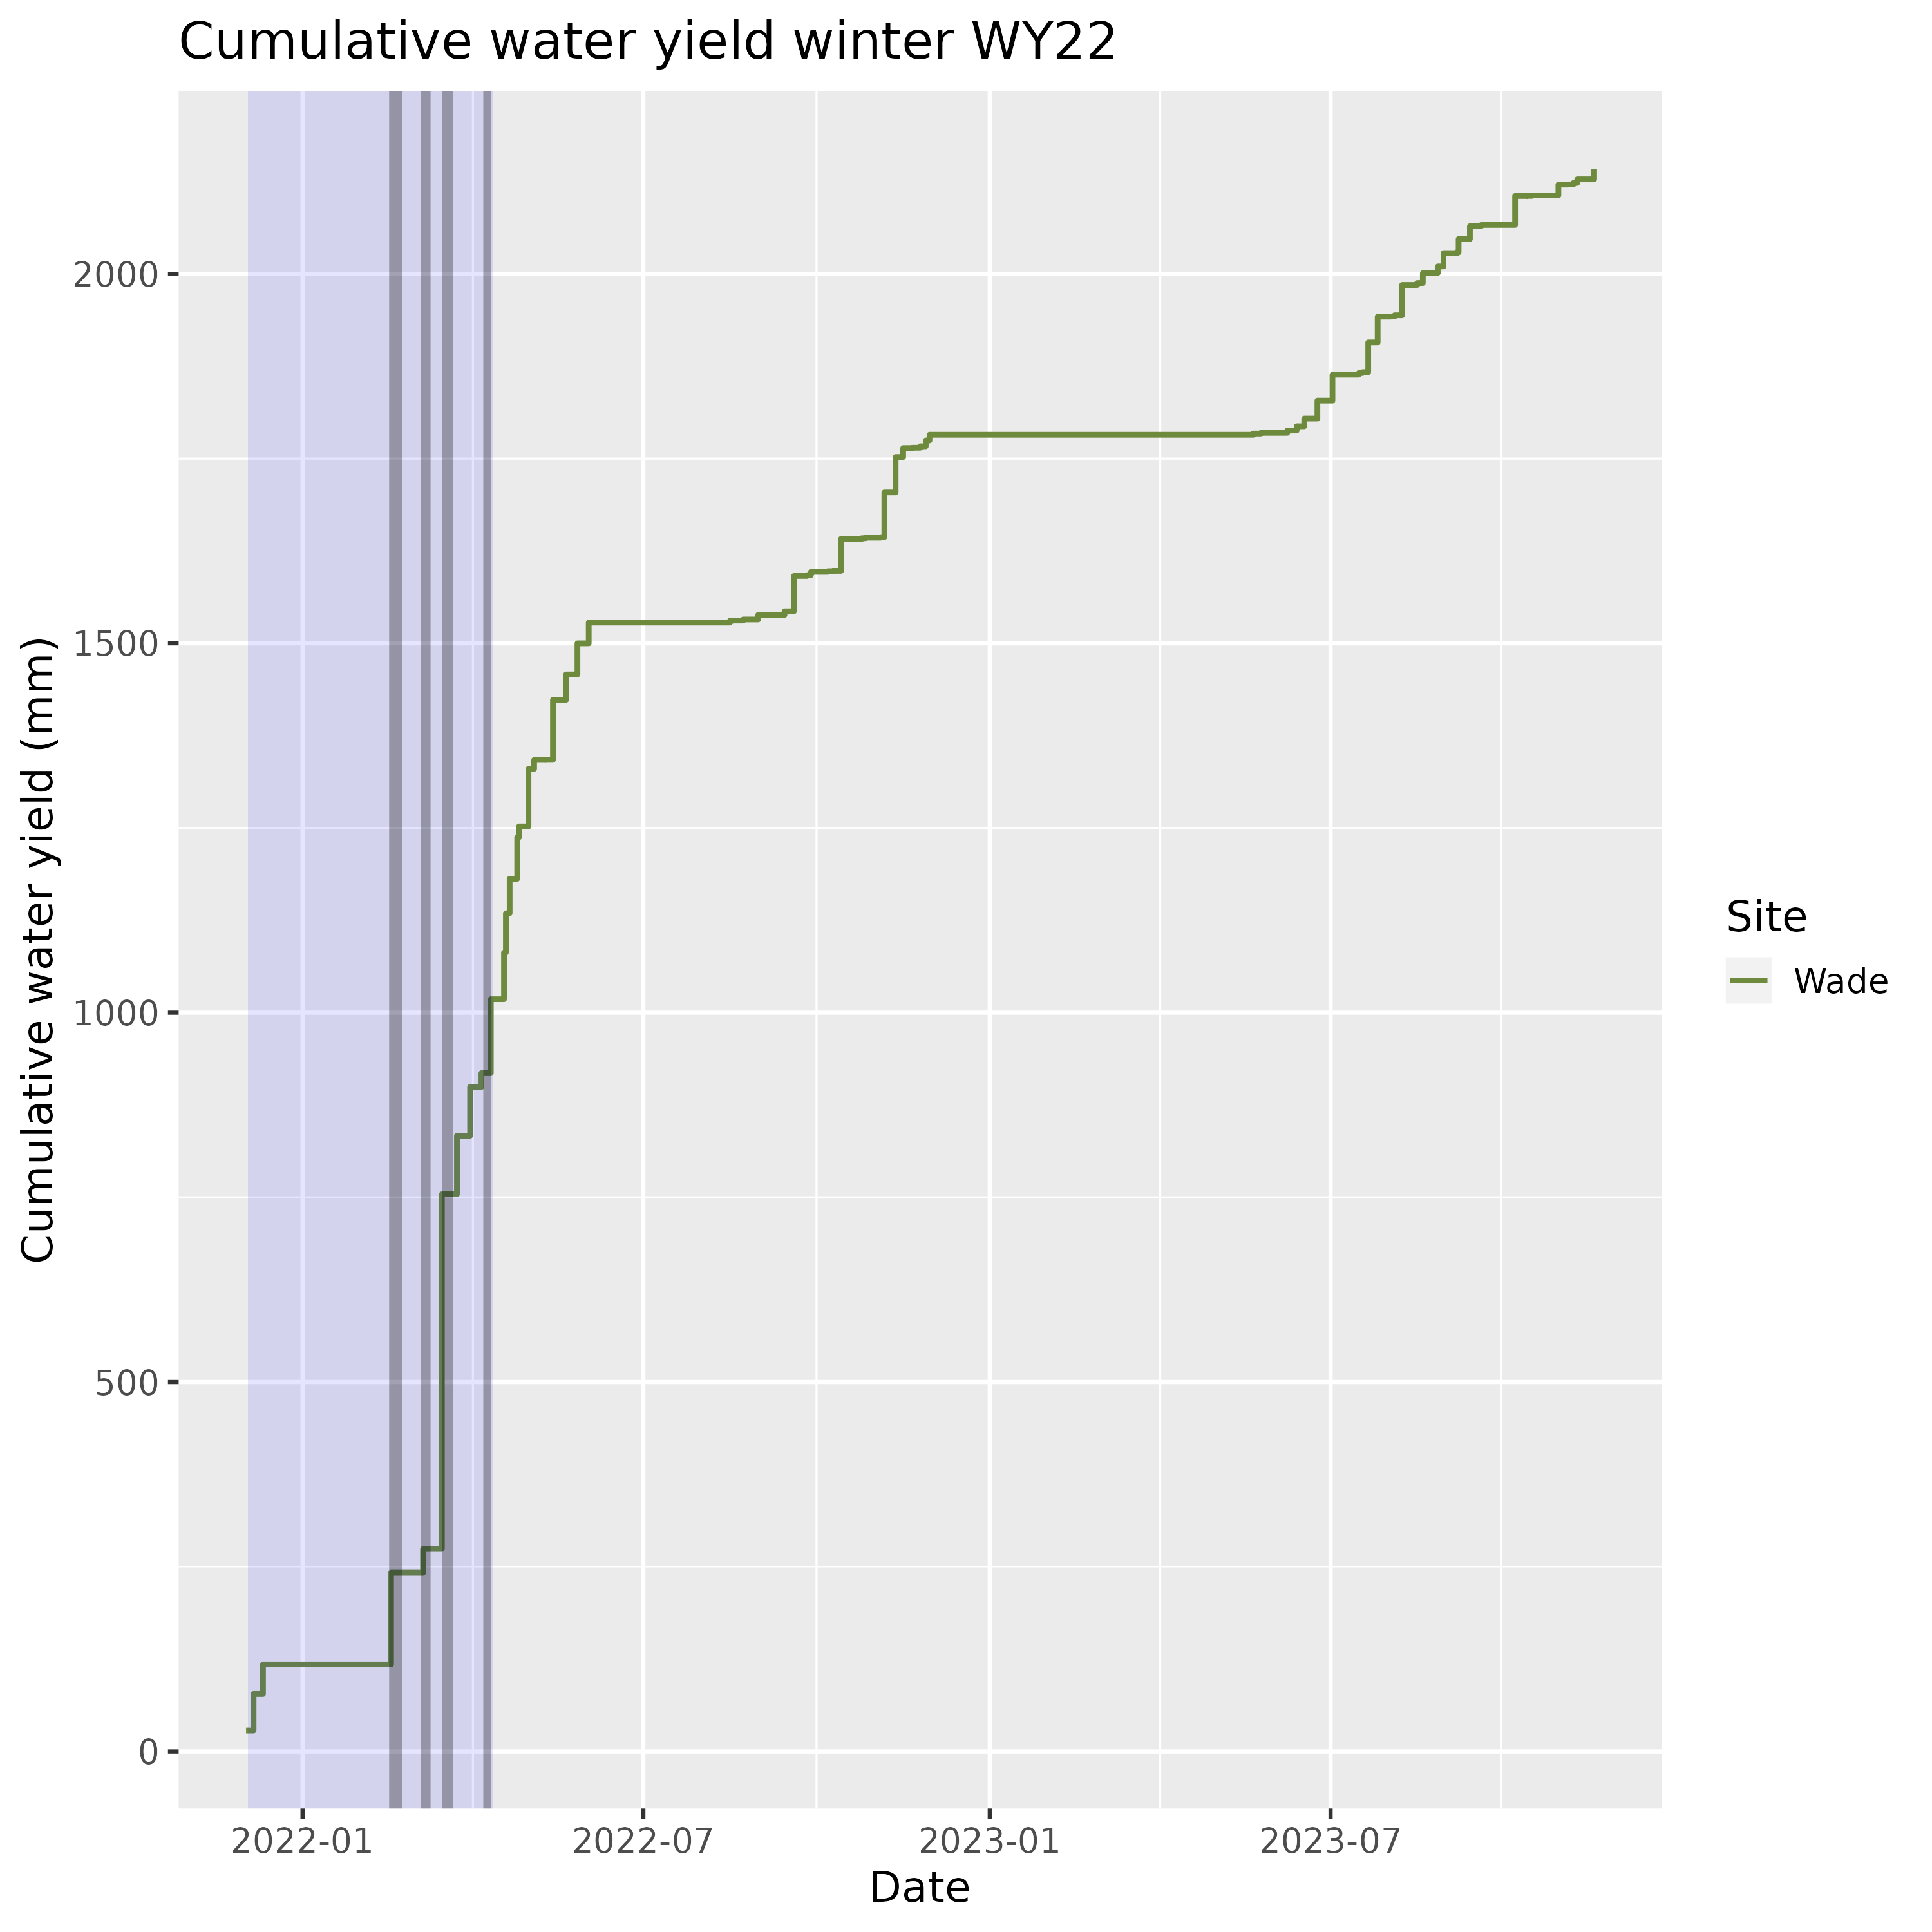 Cumulative water yield winter WY22
Cumulative water yield (mm)
2000
1500
1000
500
0
2022-01
2022-07
2023-01
2023-07
Date
Site
Wade